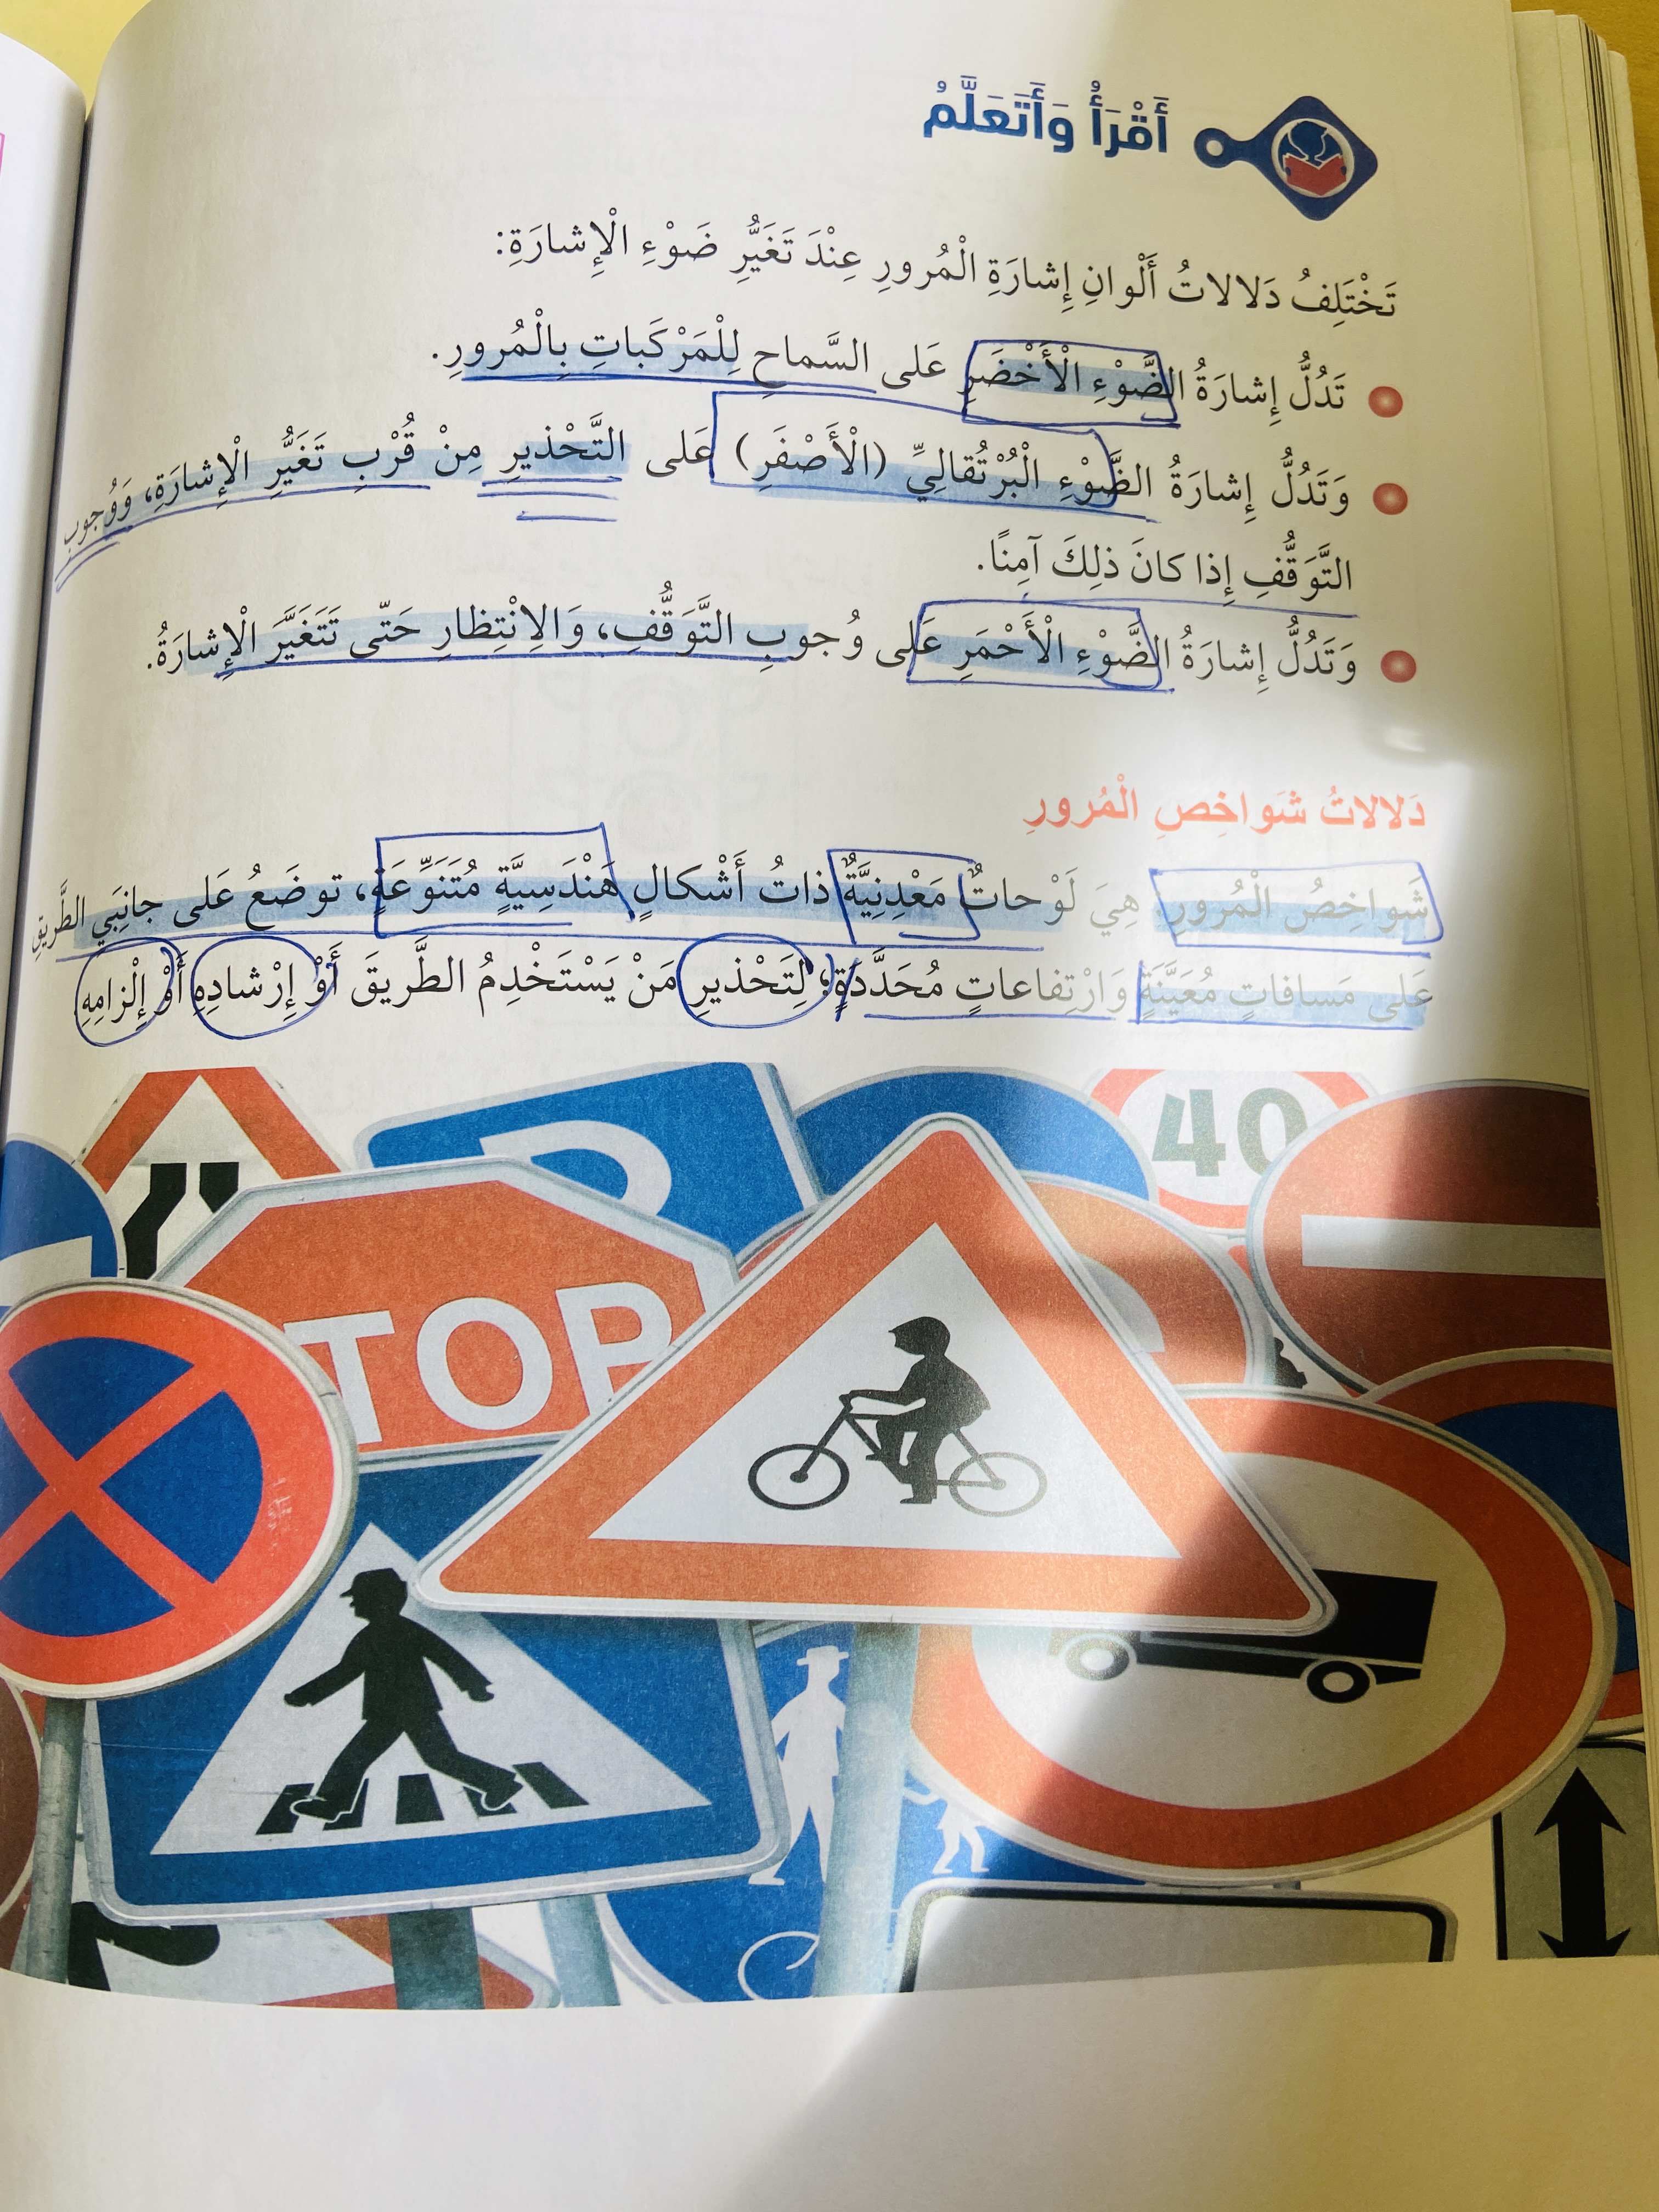 أَقْرَأُ وَأَتَعَلَّمُ
تَخْتَلِفُ دَلالاتُ أَلْوانِ إِشارَةِ الْمُرورِ عِنْدَ تَغَيُّرِ ضَوْءِ الْإِشارَةِ:
تَدُلُّ إِشارَةُ الضَّوْءِ الْأَخْضَرِ عَلى السَّماحِ لِلْمَرْكَباتِ بِالْمُرورِ.
وَتَدُلُّ إِشارَةُ الضَّوْءِ الْبُرْتُقالِيِّ (الْأَصْفَرِ) عَلى التَّحْذيرِ مِنْ قُرْبِ تَغَيُّرِ الْإِشارَةِ، وَوُجوبِ
التَّوَقُّفِ إِذا كانَ ذلِكَ آمِنًا.
وَتَدُلُّ إِشارَةُ الضَّوْءِ الْأَحْمَرِ عَلى وُجوبِ التَّوَقُّفِ، وَالِانْتِظارِ حَتّى تَتَغَيَّرَ الْإِشارَةُ.
دَلالاتُ شَواخِصِ الْمُرورِ
شَواخِصُ الْمُرورِ: هِيَ لَوْحاتٌ مَعْدِنِيَّةٌ ذاتُ أَشْكالٍ هَنْدَسِيَّةٍ مُتَنَوِّعَةٍ، توضَعُ عَلى جانِبَيِ الطَّريقِ
عَلى مَسافاتٍ مُعَيَّنَةٍ وَارْتِفاعاتٍ مُحَدَّدَةٍ؛ لِتَحْذيرِ مَنْ يَسْتَخْدِمُ الطَّريقَ أَوْ إِرْشادِهِ أَوْ إِلْزامِهِ.
40
TOP